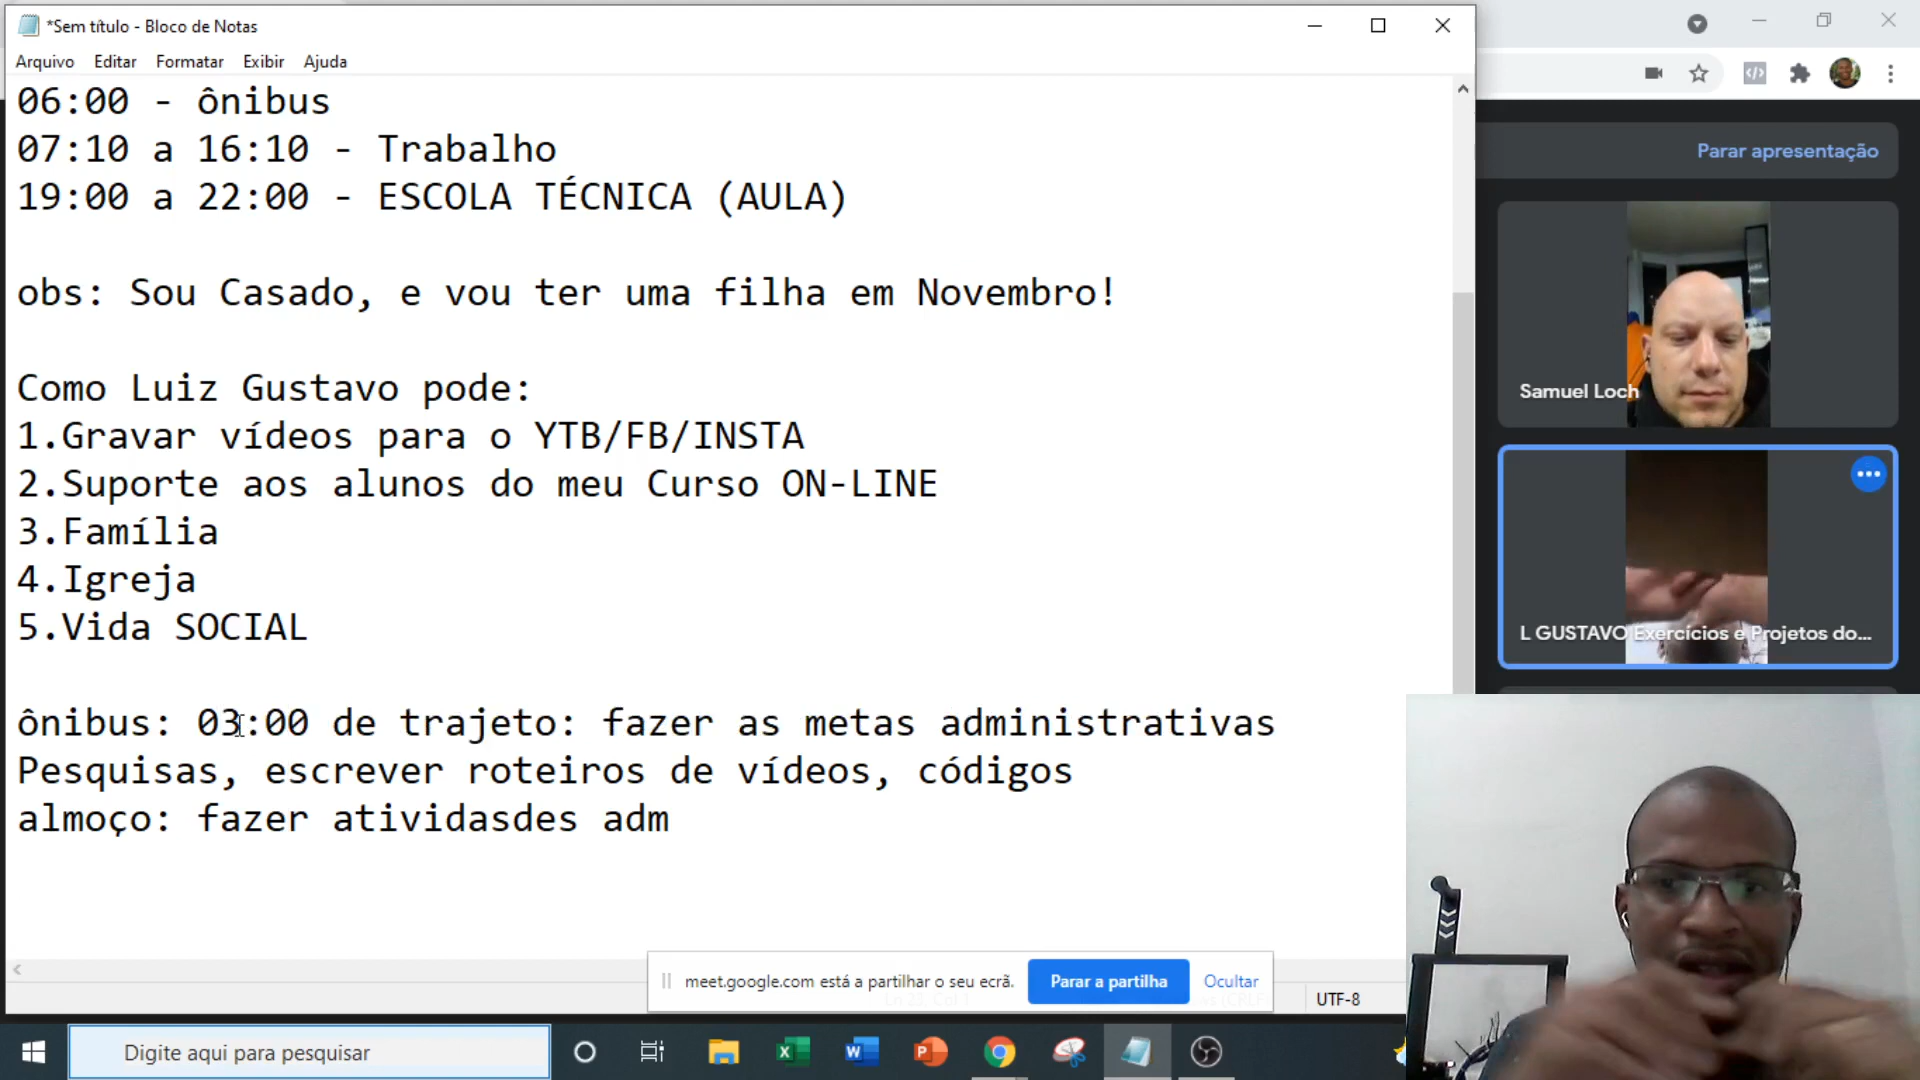 *Sem título - Bloco de Notas
Arquivo Editar Formatar Exibir Ajuda
06:00 - ônibus
07:10 a 16:10 - Trabalho
19:00 a 22:00 - ESCOLA TÉCNICA (AULA)
obs: Sou Casado, e vou ter uma filha em Novembro!
Como Luiz Gustavo pode:
1.Gravar vídeos para o YTB/FB/INSTA
2.Suporte aos alunos do meu Curso ON-LINE
3.Família
4.Igreja
5.Vida SOCIAL
ônibus: 03:00 de trajeto: fazer as metas administrativas
Pesquisas, escrever roteiros de vídeos, códigos
almoço: fazer atividasdes adm
Parar apresentação
Samuel Loch
L GUSTAVO Exercícios e Projetos do...
meet.google.com está a partilhar o seu ecrã. Parar a partilha Ocultar
UTF-8
Digite aqui para pesquisar